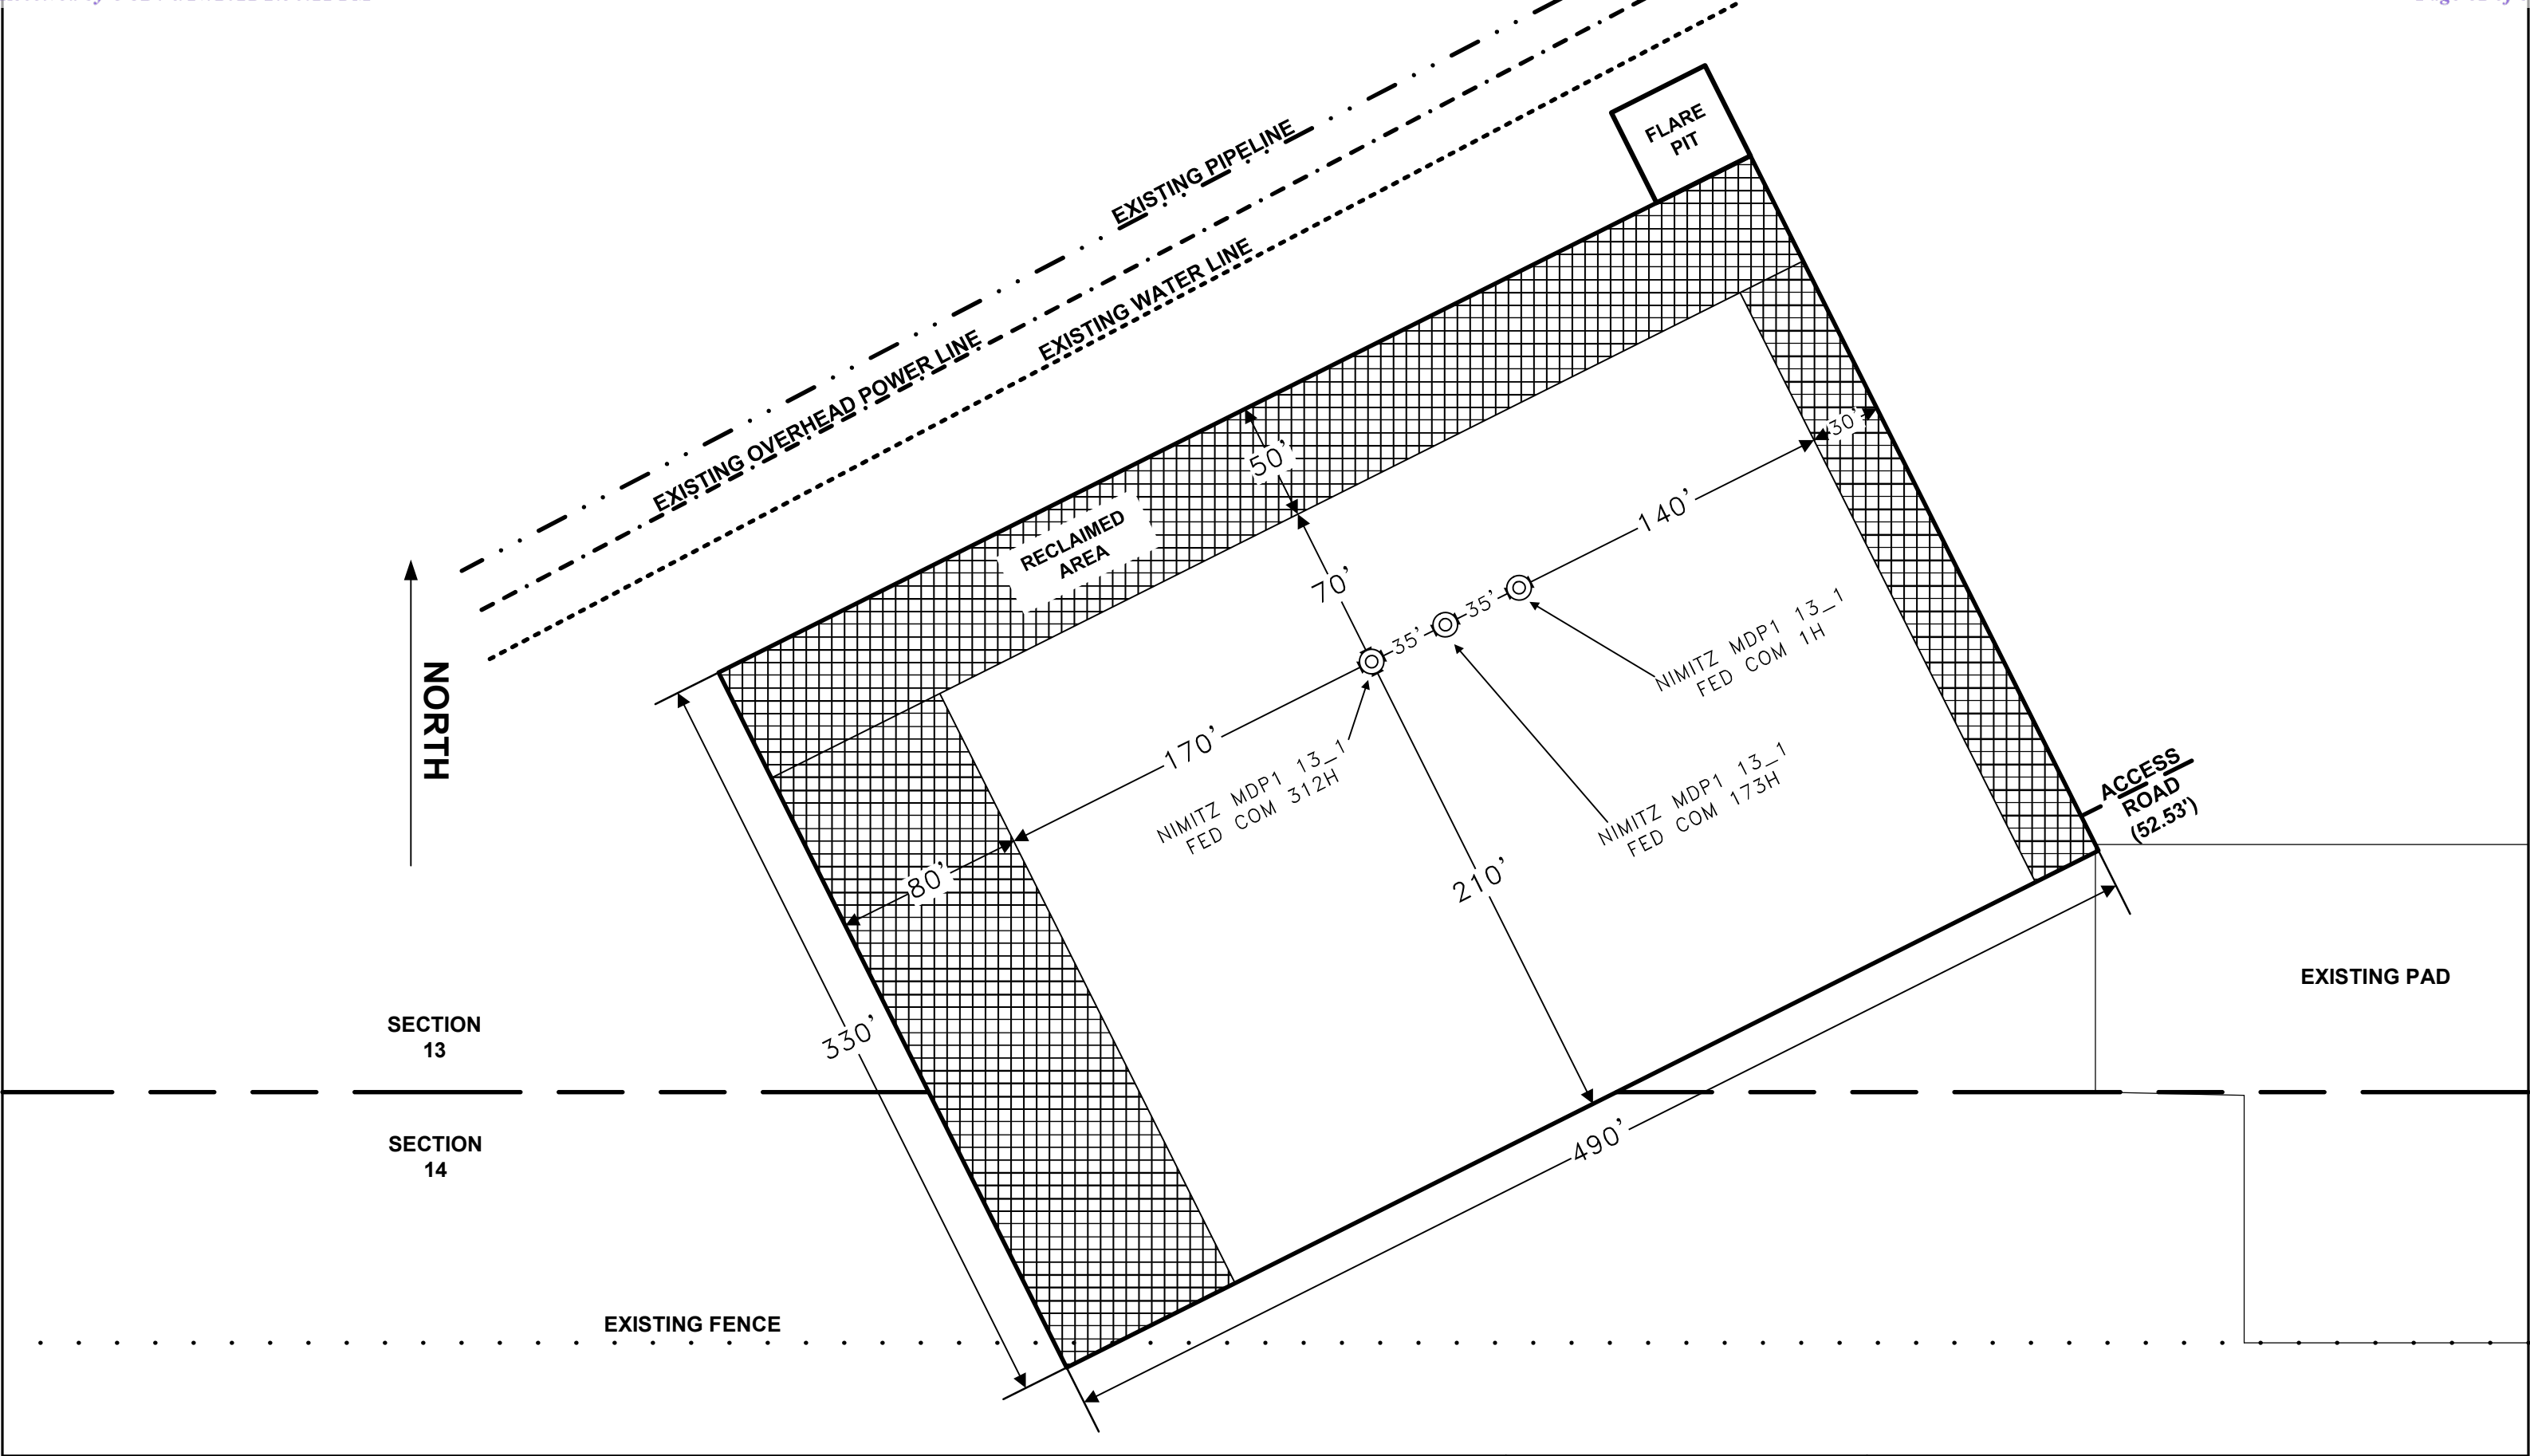 FLARE
PIT
EXISTING PIPELINE
EXISTING WATER LINE
EXISTING OVERHEAD POWER LINE
50'
30'
140'
RECLAIMED
AREA
70'
35'
35'
NIMITZ MDP1 13_1
FED COM 1H
NORTH
170'
NIMITZ MDP1 13_1
FED COM 312H
NIMITZ MDP1 13_1
FED COM 173H
ACCESS
ROAD
(52.53')
80'
210'
EXISTING PAD
SECTION
13
330'
SECTION
14
490'
EXISTING FENCE